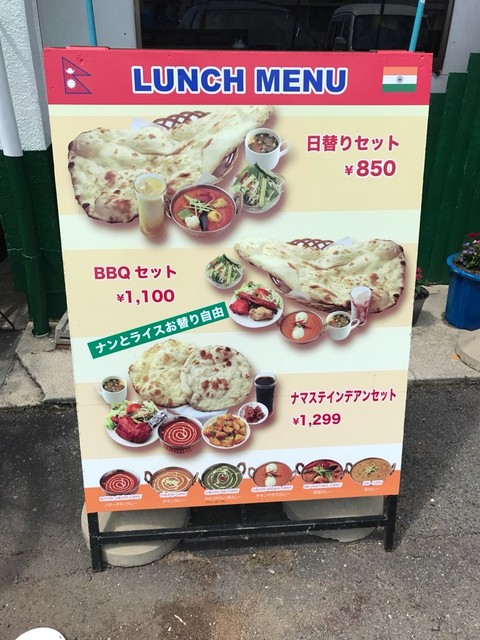 LUNCH MENU
日替りセット
¥850
BBQ セット
¥1,100
ナンとライスお替り自由
ナマステインデアンセット
¥1,299